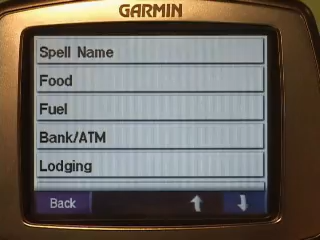 GARMIN
Spell Name
Food
Fuel
Bank/ATM
Lodging
Back